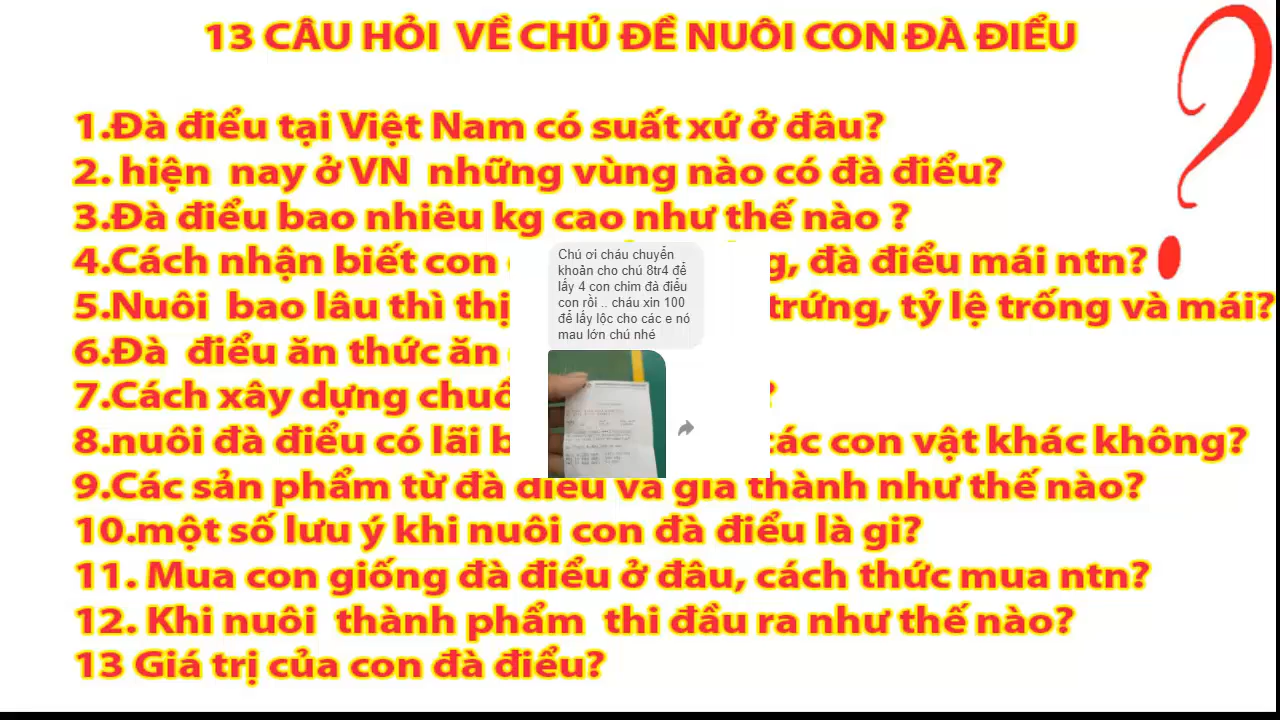 13 CÂU HỎI VỀ CHỦ ĐỀ NUÔI CON ĐÀ ĐIỂU
1.Đà điểu tại Việt Nam có suất xứ ở đâu?
2. hiện nay ở VN những vùng nào có đà điểu?
3.Đà điểu bao nhiêu kg cao như thế nào ?
4.Cách nhận biết con g, đà điểu mái ntn?
5.Nuôi bao lâu thì thị trứng, tỷ lệ trống và mái?
6.Đà điểu ăn thức ăn
7.Cách xây dựng chuồ ?
8.nuôi đà điểu có lãi b các con vật khác không?
9.Các sản phẩm từ đà điểu và giá thành như thế nào?
10.một số lưu ý khi nuôi con đà điểu là gi?
11. Mua con giống đà điểu ở đâu, cách thức mua ntn?
12. Khi nuôi thành phẩm thi đầu ra như thế nào?
13 Giá trị của con đà điểu?
Chú ơi cháu chuyển
khoản cho chú 8tr4 để
lấy 4 con chim đà điểu
con rồi .. cháu xin 100
để lấy lộc cho các e nó
mau lớn chú nhé